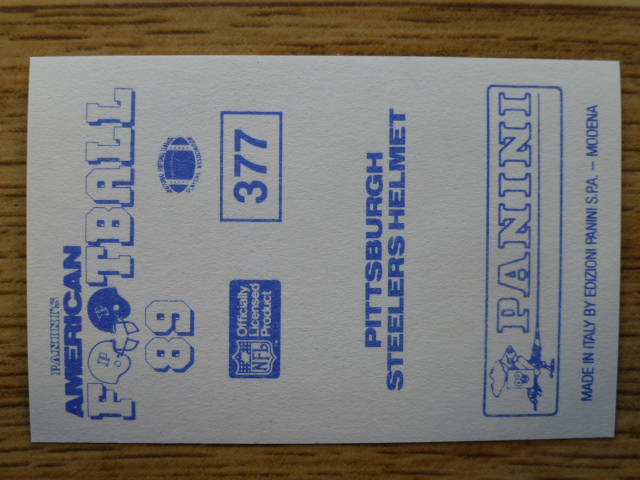 PANINI'S
AMERICAN
FOOTBALL
89
377
NFL
Officially
Licensed
Product
PITTSBURGH
STEELERS HELMET
PANINI
MADE IN ITALY BY EDIZIONI PANINI S.P.A. – MODENA